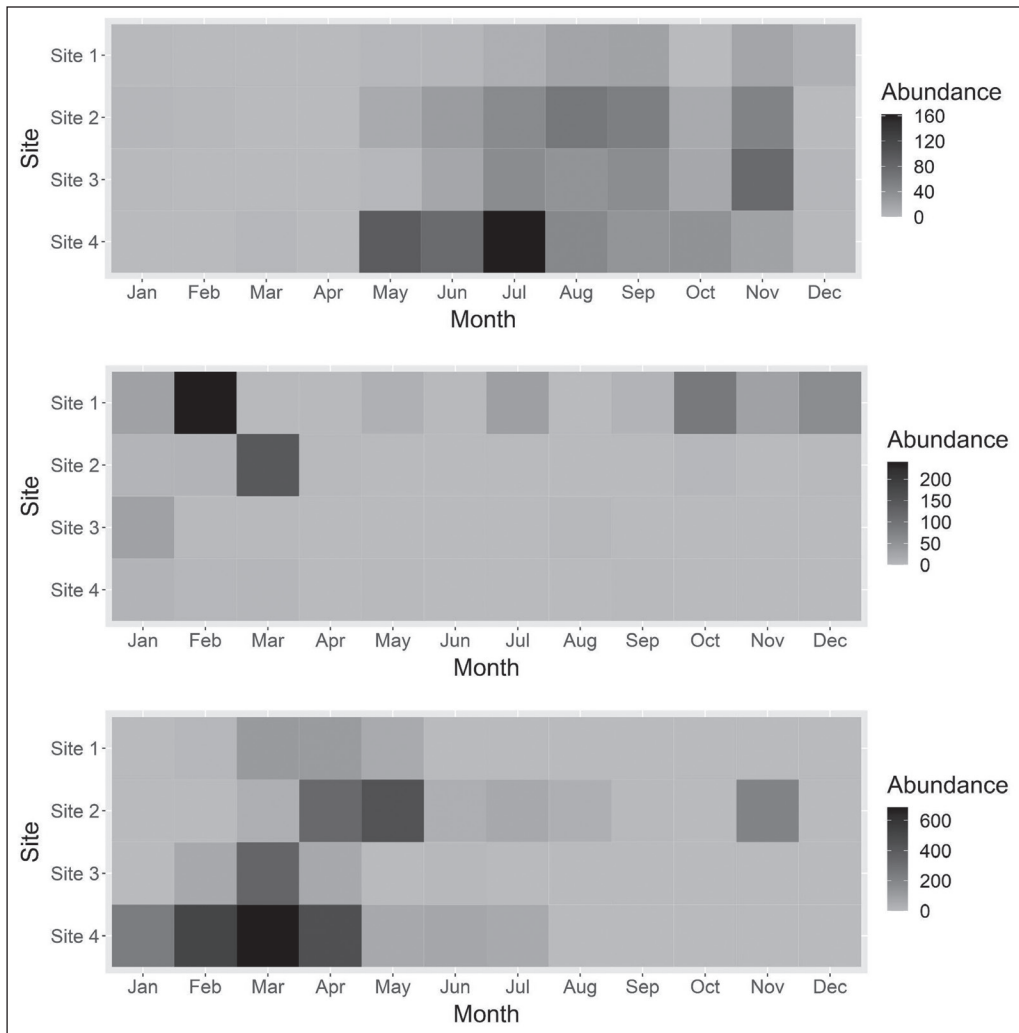 Site 1
Site 2
Site 3
Site 4
Site
Jan Feb Mar Apr May Jun Jul Aug Sep Oct Nov Dec
Month
Abundance
160
120
80
40
0
Site 1
Site 2
Site 3
Site 4
Site
Jan Feb Mar Apr May Jun Jul Aug Sep Oct Nov Dec
Month
Abundance
200
150
100
50
0
Site 1
Site 2
Site 3
Site 4
Site
Jan Feb Mar Apr May Jun Jul Aug Sep Oct Nov Dec
Month
Abundance
600
400
200
0